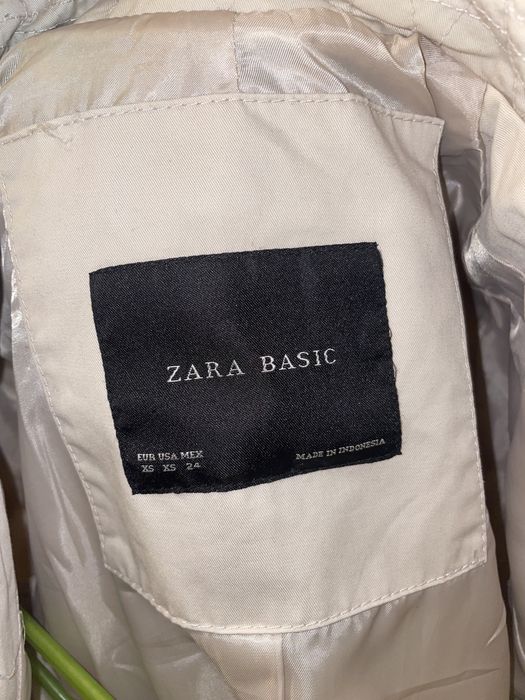 ZARA BASIC
EUR USA MEX
XS XS 24
MADE IN INDONESIA